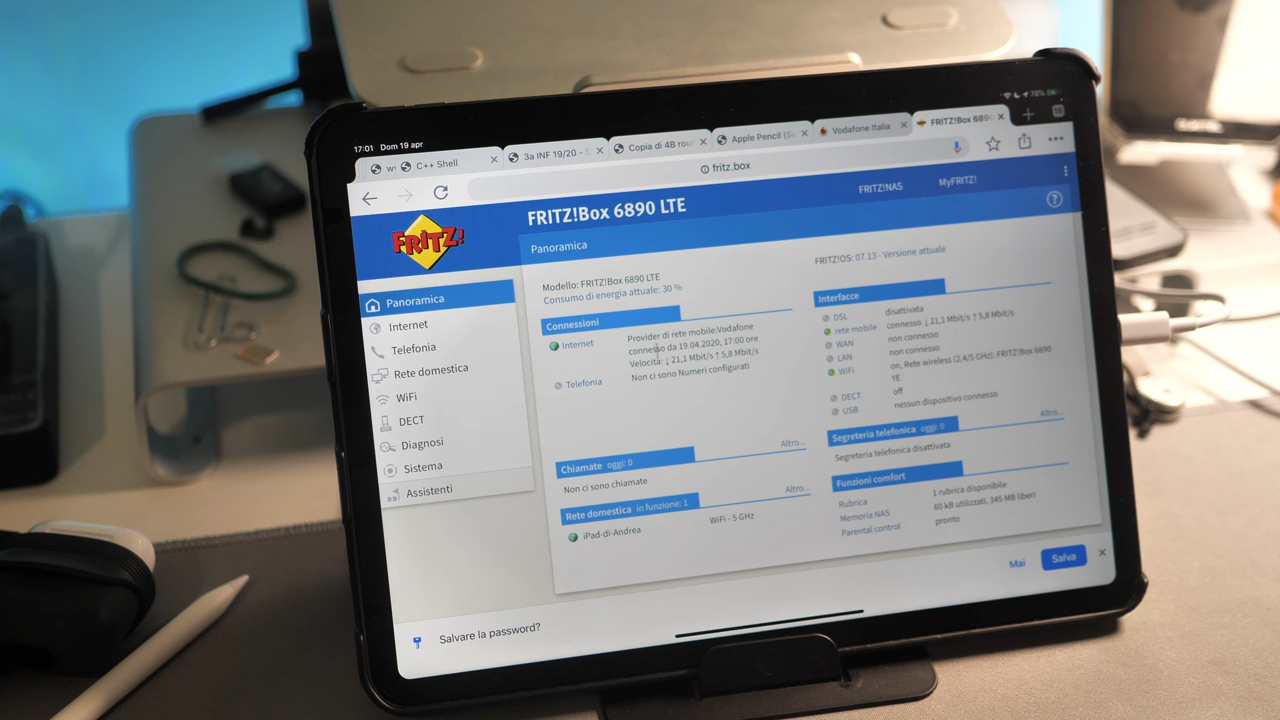 17:01 Dom 19 apr
78%
wi
C++ Shell
3a INF 19/20 - S
Copia di 4B rou
Apple Pencil (Se
Vodafone Italia
FRITZ!Box 689
fritz.box
FRITZ!
FRITZ!Box 6890 LTE
FRITZ!NAS
MyFRITZ!
Panoramica
Panoramica
Internet
Telefonia
Rete domestica
WiFi
DECT
Diagnosi
Sistema
Assistenti
Modello: FRITZ!Box 6890 LTE
Consumo di energia attuale: 30 %
FRITZ!OS: 07.13 - Versione attuale
Connessioni
Internet
Provider di rete mobile:Vodafone
connesso da 19.04.2020, 17:00 ore
Velocità: ↓ 21,1 Mbit/s ↑ 5,8 Mbit/s
Telefonia
Non ci sono Numeri configurati
Interfacce
DSL disattivata
rete mobile connesso ↓ 21,1 Mbit/s ↑ 5,8 Mbit/s
WAN non connesso
LAN non connesso
WiFi on, Rete wireless (2,4/5 GHz): FRITZ!Box 6890
YE
DECT off
USB nessun dispositivo connesso
Chiamate oggi: 0
Altro...
Non ci sono chiamate
Segreteria telefonica oggi: 0
Altro...
Segreteria telefonica disattivata
Rete domestica in funzione: 1
Altro...
iPad-di-Andrea WiFi - 5 GHz
Funzioni comfort
Rubrica 1 rubrica disponibile
Memoria NAS 60 kB utilizzati, 345 MB liberi
Parental control pronto
Salvare la password?
Mai
Salva